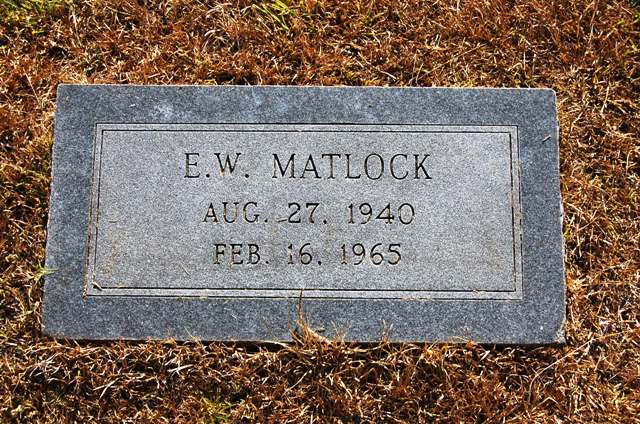 E.W. MATLOCK
AUG. 27, 1940
FEB. 16, 1965